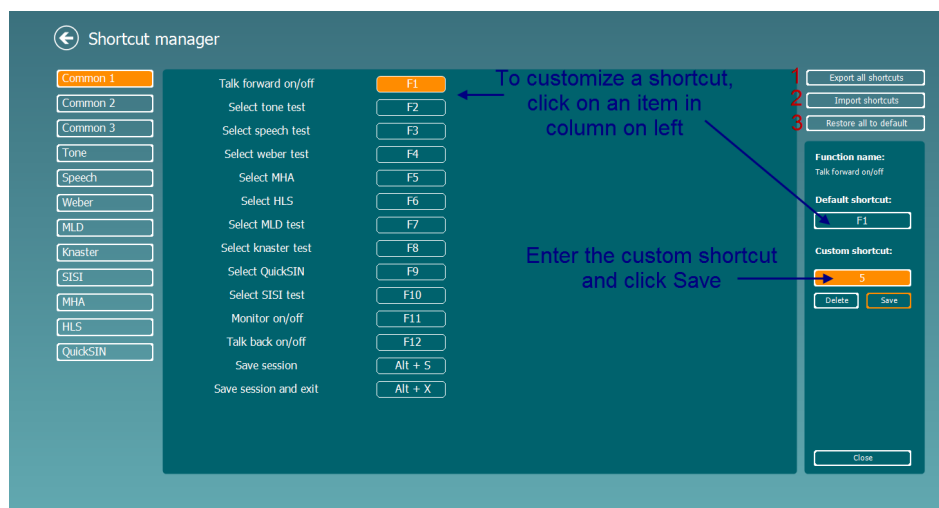 Shortcut manager
Common 1
Common 2
Common 3
Tone
Speech
Weber
MLD
Knaster
SISI
MHA
HLS
QuickSIN
Talk forward on/off F1
Select tone test F2
Select speech test F3
Select weber test F4
Select MHA F5
Select HLS F6
Select MLD test F7
Select knaster test F8
Select QuickSIN F9
Select SISI test F10
Monitor on/off F11
Talk back on/off F12
Save session Alt + S
Save session and exit Alt + X
To customize a shortcut,
click on an item in
column on left
Enter the custom shortcut
and click Save
1 Export all shortcuts
2 Import shortcuts
3 Restore all to default
Function name:
Talk forward on/off
Default shortcut:
F1
Custom shortcut:
5
Delete Save
Close